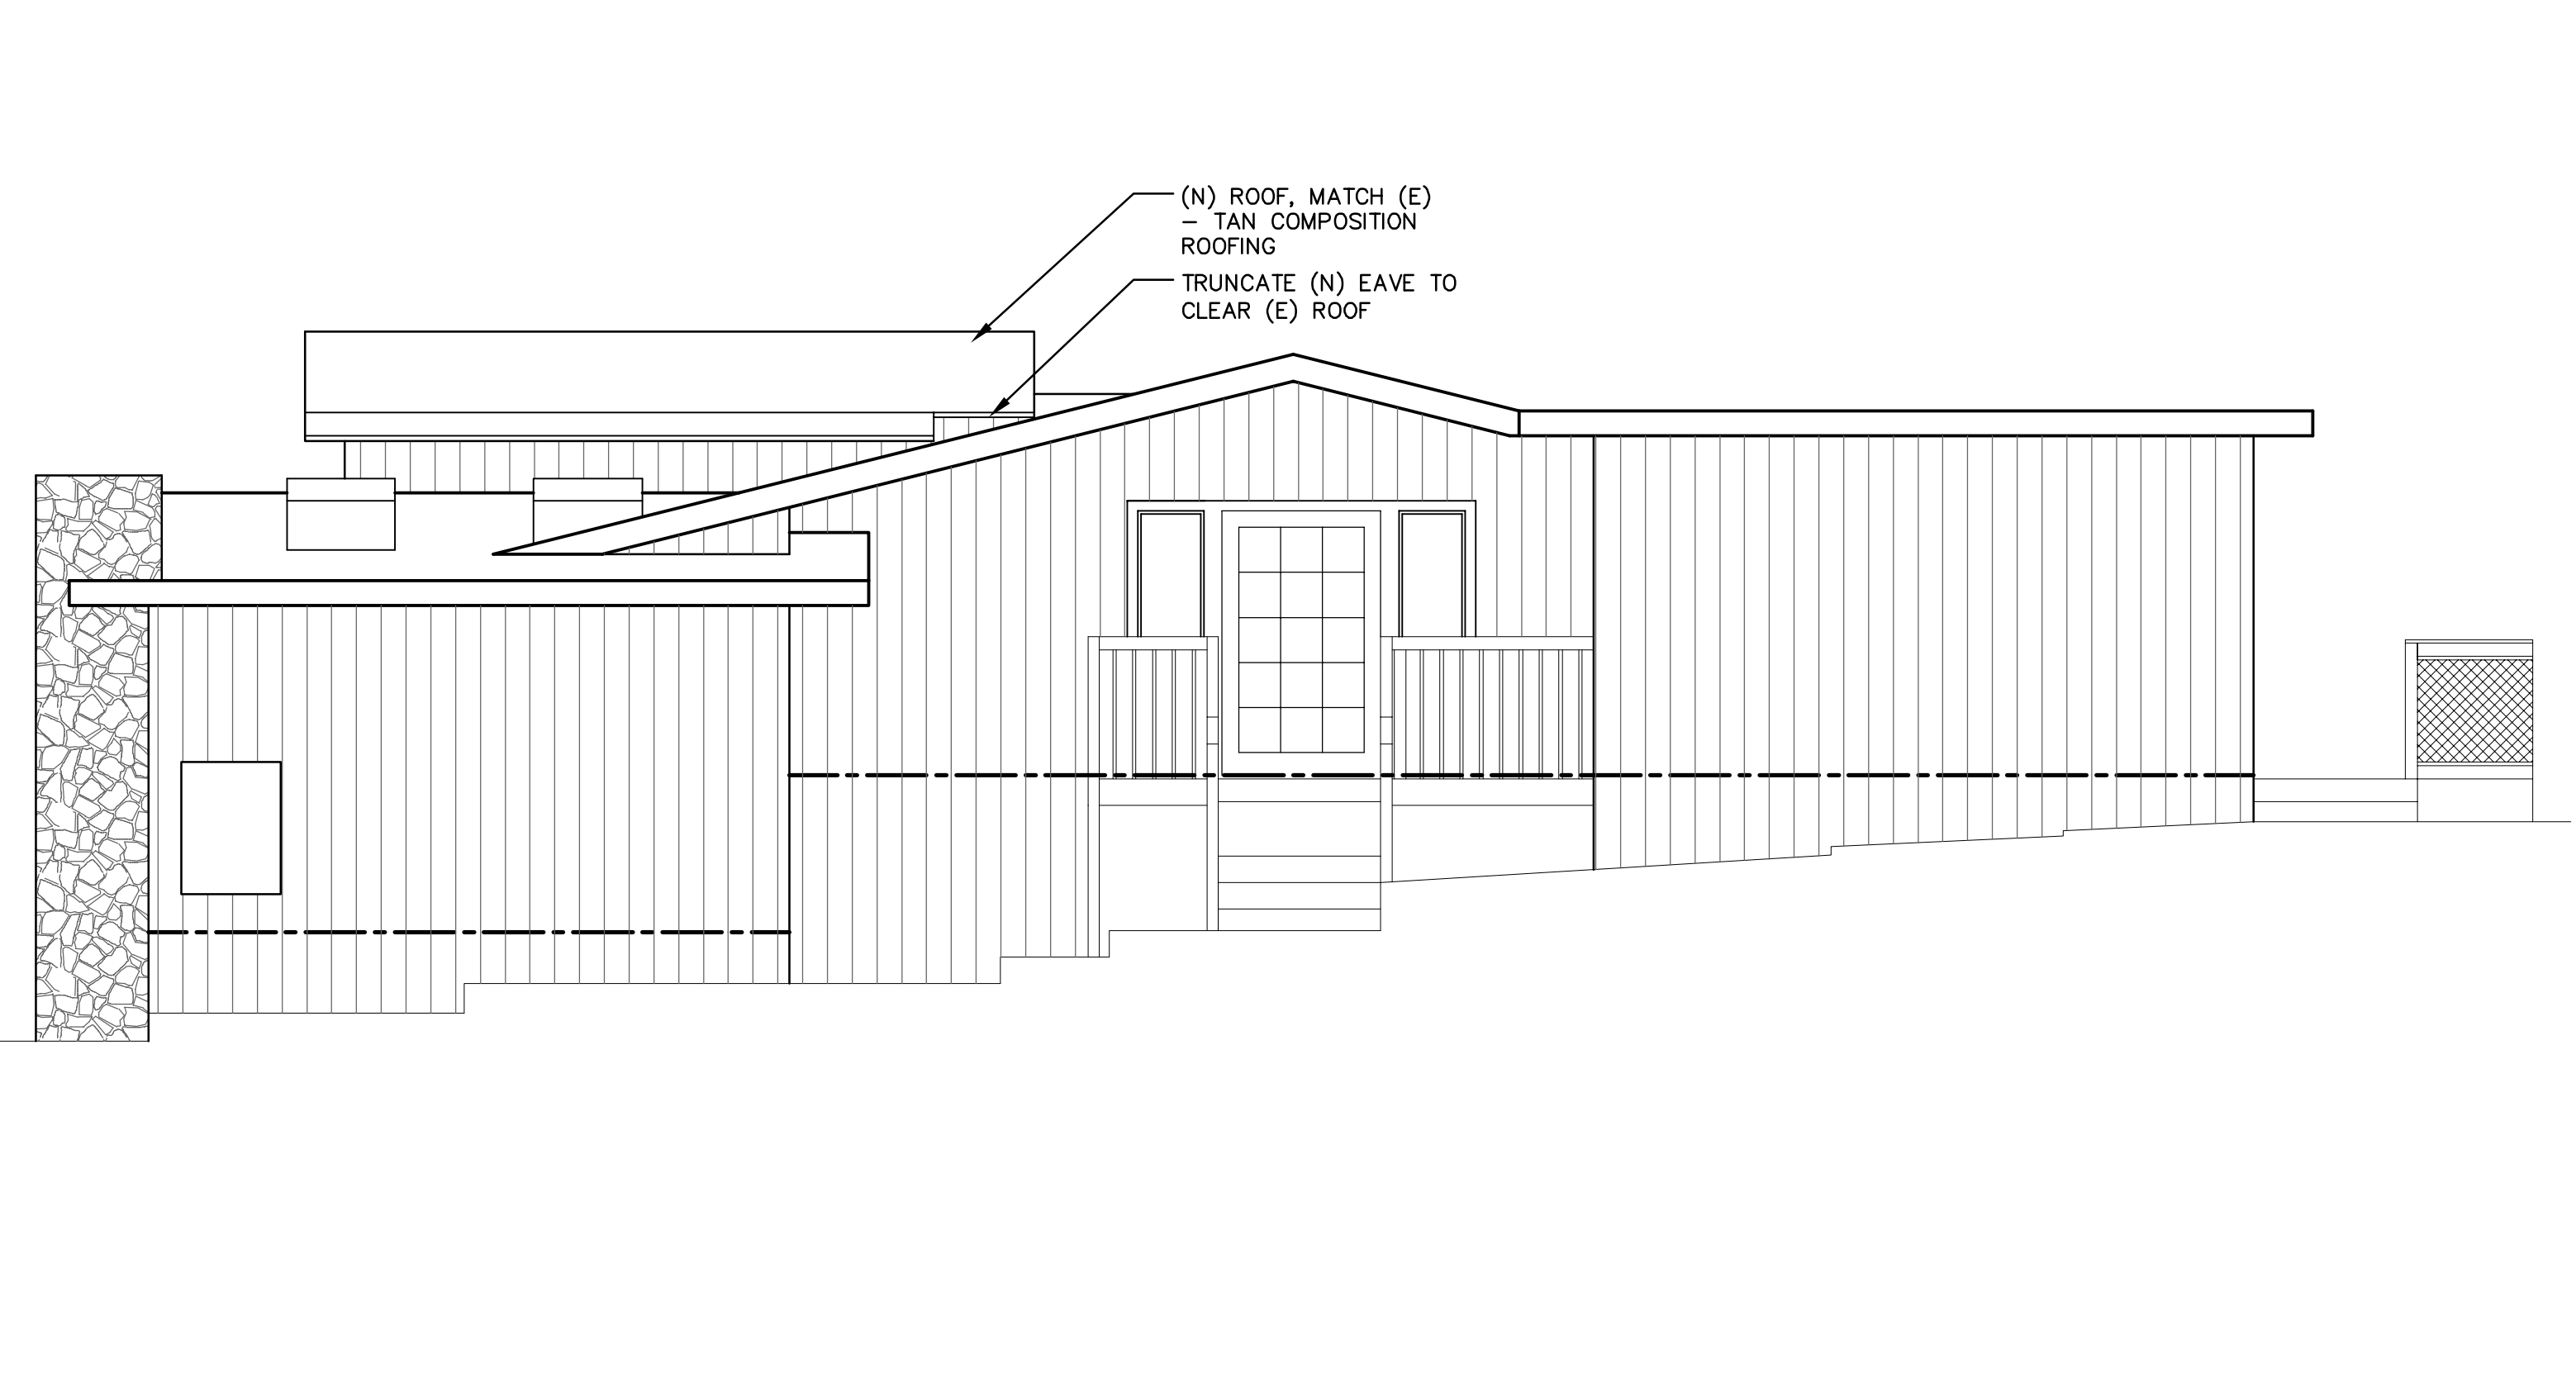 (N) ROOF, MATCH (E)
– TAN COMPOSITION
ROOFING
TRUNCATE (N) EAVE TO
CLEAR (E) ROOF